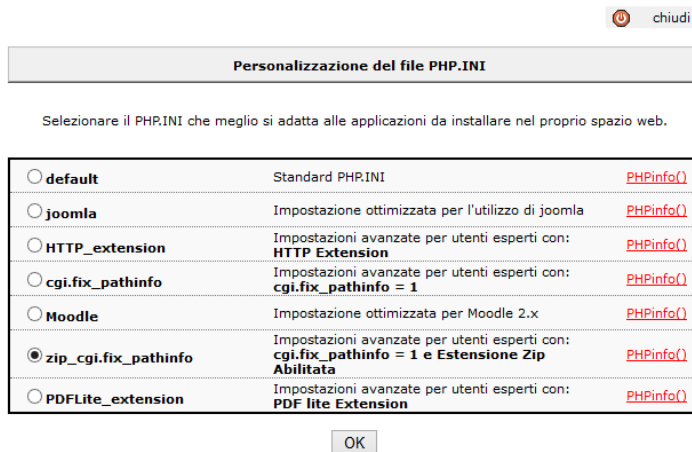 chiudi
Personalizzazione del file PHP.INI
Selezionare il PHP.INI che meglio si adatta alle applicazioni da installare nel proprio spazio web.
default Standard PHP.INI PHPinfo()
joomla Impostazione ottimizzata per l'utilizzo di joomla PHPinfo()
HTTP_extension Impostazioni avanzate per utenti esperti con:
HTTP Extension PHPinfo()
cgi.fix_pathinfo Impostazioni avanzate per utenti esperti con:
cgi.fix_pathinfo = 1 PHPinfo()
Moodle Impostazione ottimizzata per Moodle 2.x PHPinfo()
zip_cgi.fix_pathinfo Impostazioni avanzate per utenti esperti con:
cgi.fix_pathinfo = 1 e Estensione Zip
Abilitata PHPinfo()
PDFLite_extension Impostazioni avanzate per utenti esperti con:
PDF lite Extension PHPinfo()
OK